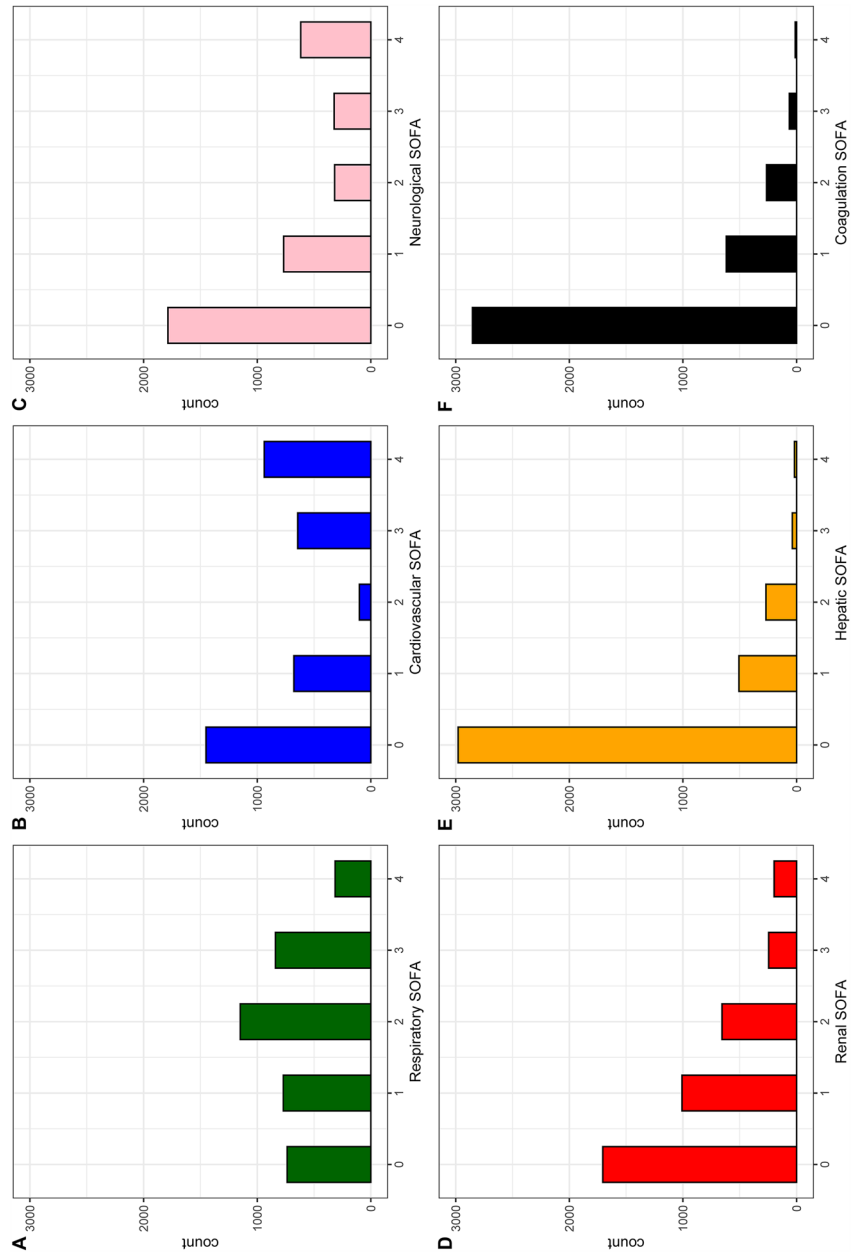 A
count
3000
2000
1000
0
0 1 2 3 4
Respiratory SOFA
B
count
3000
2000
1000
0
0 1 2 3 4
Cardiovascular SOFA
C
count
3000
2000
1000
0
0 1 2 3 4
Neurological SOFA
D
count
3000
2000
1000
0
0 1 2 3 4
Renal SOFA
E
count
3000
2000
1000
0
0 1 2 3 4
Hepatic SOFA
F
count
3000
2000
1000
0
0 1 2 3 4
Coagulation SOFA